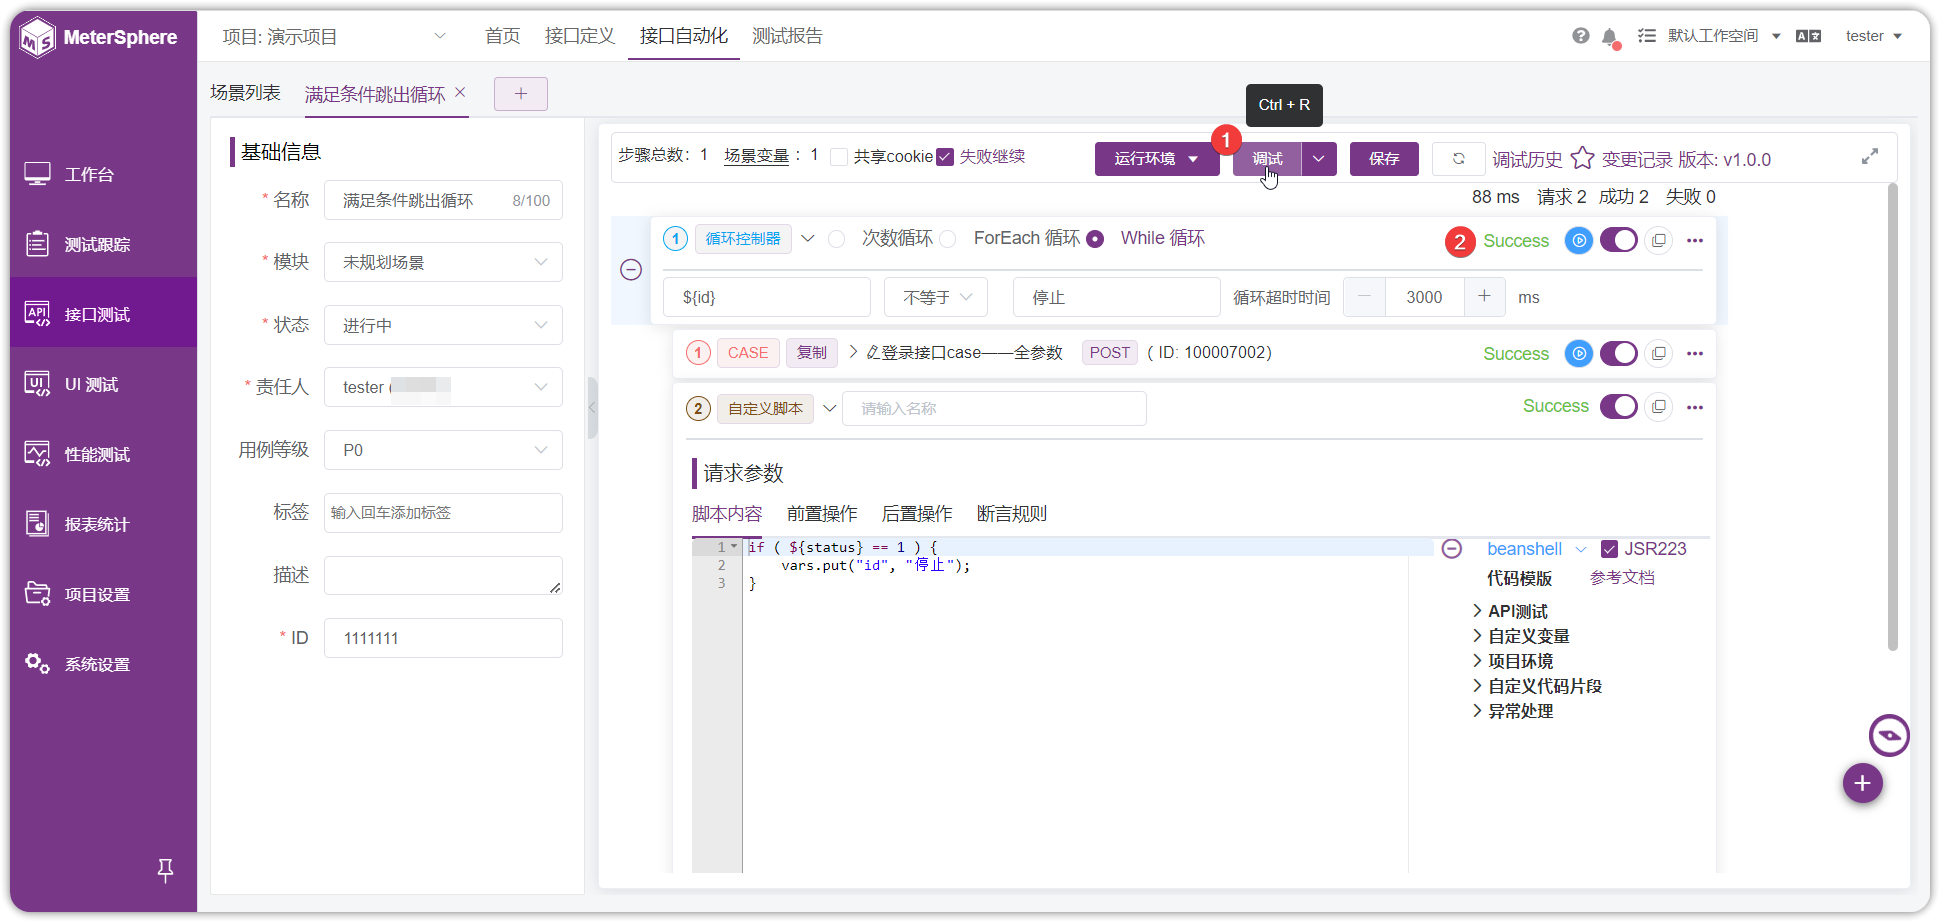 MeterSphere
项目: 演示项目
首页
接口定义
接口自动化
测试报告
默认工作空间
tester
工作台
测试跟踪
接口测试
UI 测试
性能测试
报表统计
项目设置
系统设置
场景列表
满足条件跳出循环
Ctrl + R
基础信息
* 名称
满足条件跳出循环
8/100
* 模块
未规划场景
* 状态
进行中
* 责任人
tester (
用例等级
P0
标签
输入回车添加标签
描述
* ID
1111111
步骤总数: 1
场景变量 : 1
共享cookie
失败继续
运行环境
1
调试
保存
调试历史
变更记录
版本: v1.0.0
88 ms 请求 2 成功 2 失败 0
1
循环控制器
次数循环
ForEach 循环
While 循环
2
Success
${id}
不等于
停止
循环超时时间
3000
ms
1
CASE
复制
登录接口case——全参数
POST
( ID: 100007002)
Success
2
自定义脚本
请输入名称
Success
请求参数
脚本内容
前置操作
后置操作
断言规则
1 if ( ${status} == 1 ) {
2 vars.put("id", "停止");
3 }
beanshell
JSR223
代码模版
参考文档
API测试
自定义变量
项目环境
自定义代码片段
异常处理